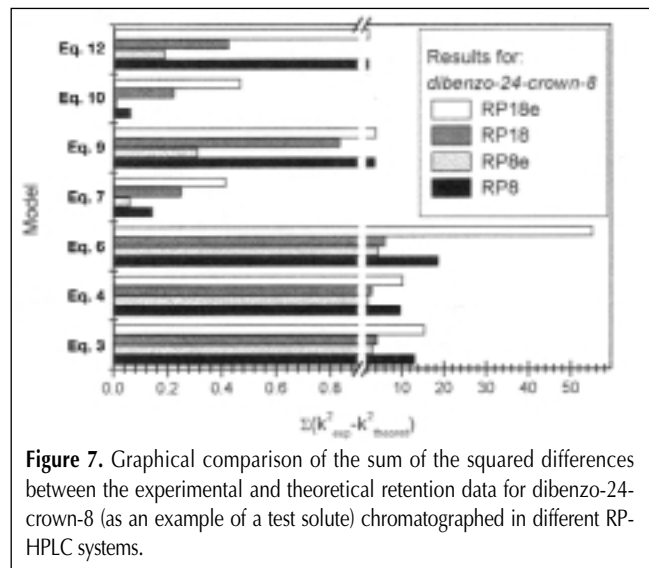 Eq. 12
Eq. 10
Eq. 9
Eq. 7
Eq. 5
Eq. 4
Eq. 3
Model
Results for:
dibenzo-24-crown-8
RP18e
RP18
RP8e
RP8
0.0 0.2 0.4 0.6 0.8 10 20 30 40 50
Σ(k²exp-k²theoret)
Figure 7. Graphical comparison of the sum of the squared differences
between the experimental and theoretical retention data for dibenzo-24-
crown-8 (as an example of a test solute) chromatographed in different RP-
HPLC systems.